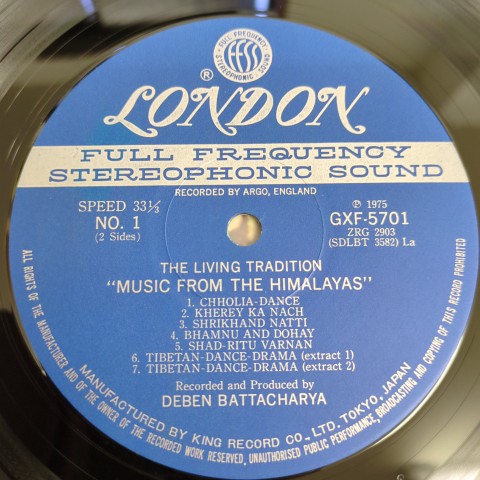 FULL FREQUENCY
ffss
STEREOPHONIC SOUND
®
LONDON
FULL FREQUENCY
STEREOPHONIC SOUND
RECORDED BY ARGO, ENGLAND
SPEED 33⅓
NO. 1
(2 Sides)
Ⓟ 1975
GXF-5701
ZRG 2903
(SDLBT 3582) La
THE LIVING TRADITION
"MUSIC FROM THE HIMALAYAS"
1. CHHOLIA-DANCE
2. KHEREY KA NACH
3. SHRIKHAND NATTI
4. BHAMNU AND DOHAY
5. SHAD-RITU VARNAN
6. TIBETAN-DANCE-DRAMA (extract 1)
7. TIBETAN-DANCE-DRAMA (extract 2)
Recorded and Produced by
DEBEN BATTACHARYA
MANUFACTURED BY KING RECORD CO., LTD. TOKYO, JAPAN
ALL RIGHTS OF THE MANUFACTURER AND OF THE OWNER OF THE RECORDED WORK RESERVED. UNAUTHORISED PUBLIC PERFORMANCE, BROADCASTING AND COPYING OF THIS RECORD PROHIBITED